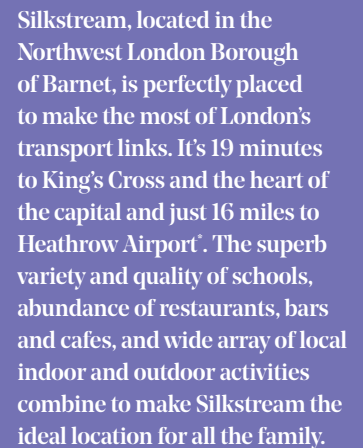 Silkstream, located in the
Northwest London Borough
of Barnet, is perfectly placed
to make the most of London’s
transport links. It’s 19 minutes
to King’s Cross and the heart of
the capital and just 16 miles to
Heathrow Airport*. The superb
variety and quality of schools,
abundance of restaurants, bars
and cafes, and wide array of local
indoor and outdoor activities
combine to make Silkstream the
ideal location for all the family.